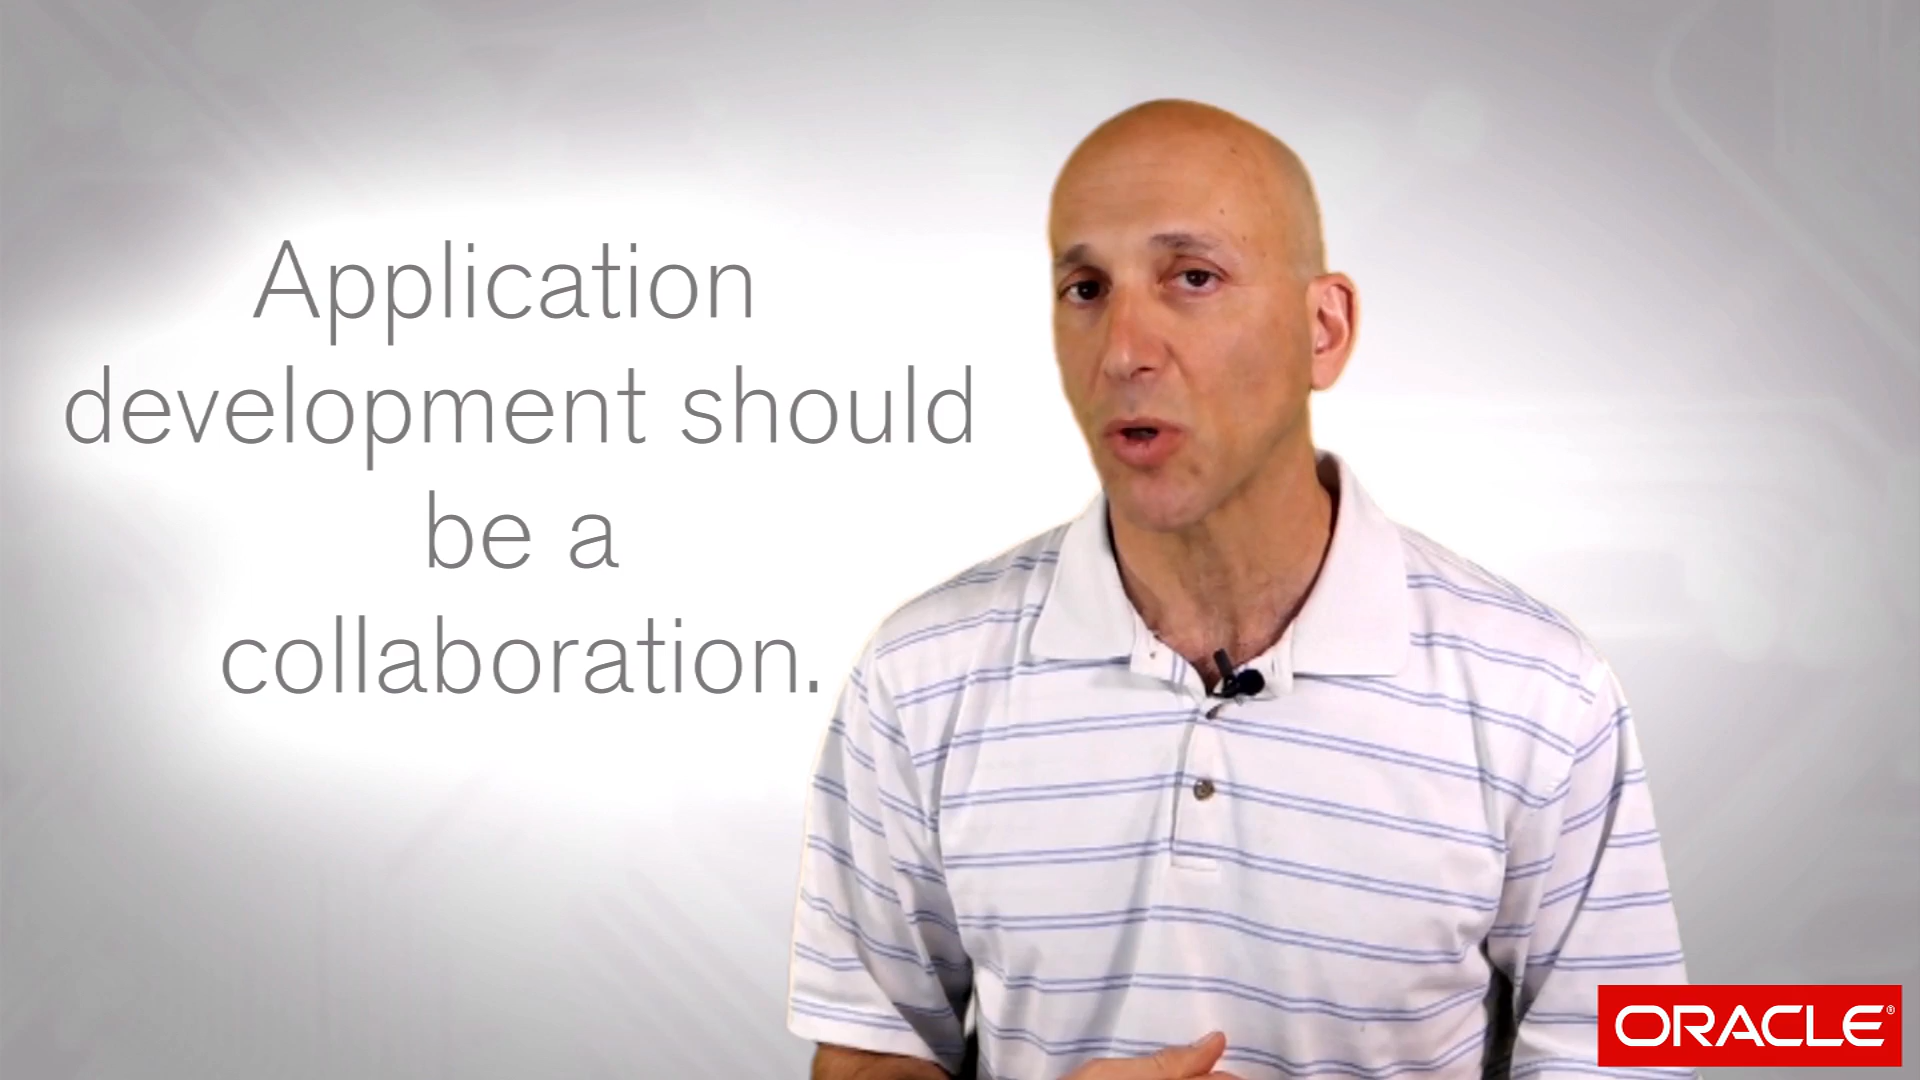 Application
development should
be a
collaboration.
ORACLE®